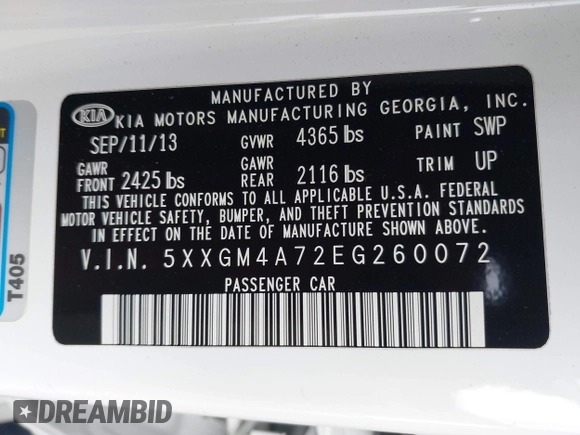 MANUFACTURED BY
KIA KIA MOTORS MANUFACTURING GEORGIA, INC.
SEP/11/13 GVWR 4365 lbs PAINT SWP
GAWR FRONT 2425 lbs GAWR REAR 2116 lbs TRIM UP
THIS VEHICLE CONFORMS TO ALL APPLICABLE U.S.A. FEDERAL
MOTOR VEHICLE SAFETY, BUMPER, AND THEFT PREVENTION STANDARDS
IN EFFECT ON THE DATE OF MANUFACTURE SHOWN ABOVE.
V.I.N. 5XXGM4A72EG260072
PASSENGER CAR
T405
DREAMBID